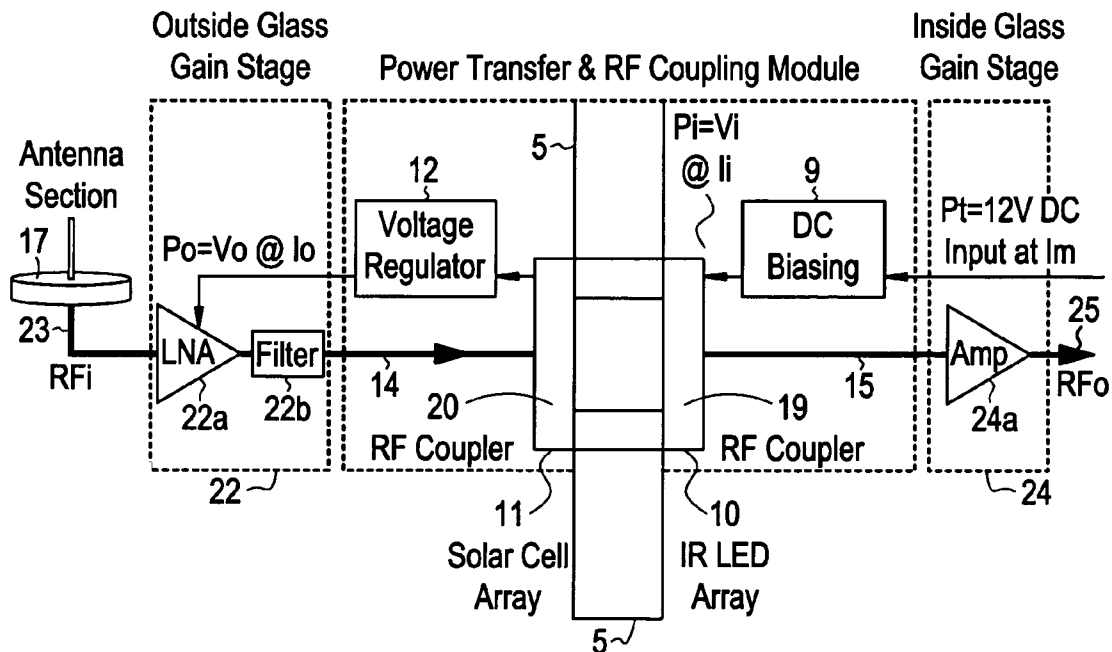 Outside Glass
Gain Stage
Power Transfer & RF Coupling Module
Inside Glass
Gain Stage
Antenna
Section
17
23
RFi
Po=Vo @ Io
LNA
22a
Filter
22b
22
12
Voltage
Regulator
14
20
RF Coupler
11
Solar Cell
Array
5
5
Pi=Vi
@ Ii
9
DC
Biasing
15
19
RF Coupler
10
IR LED
Array
Pt=12V DC
Input at Im
Amp
24a
25
RFo
24